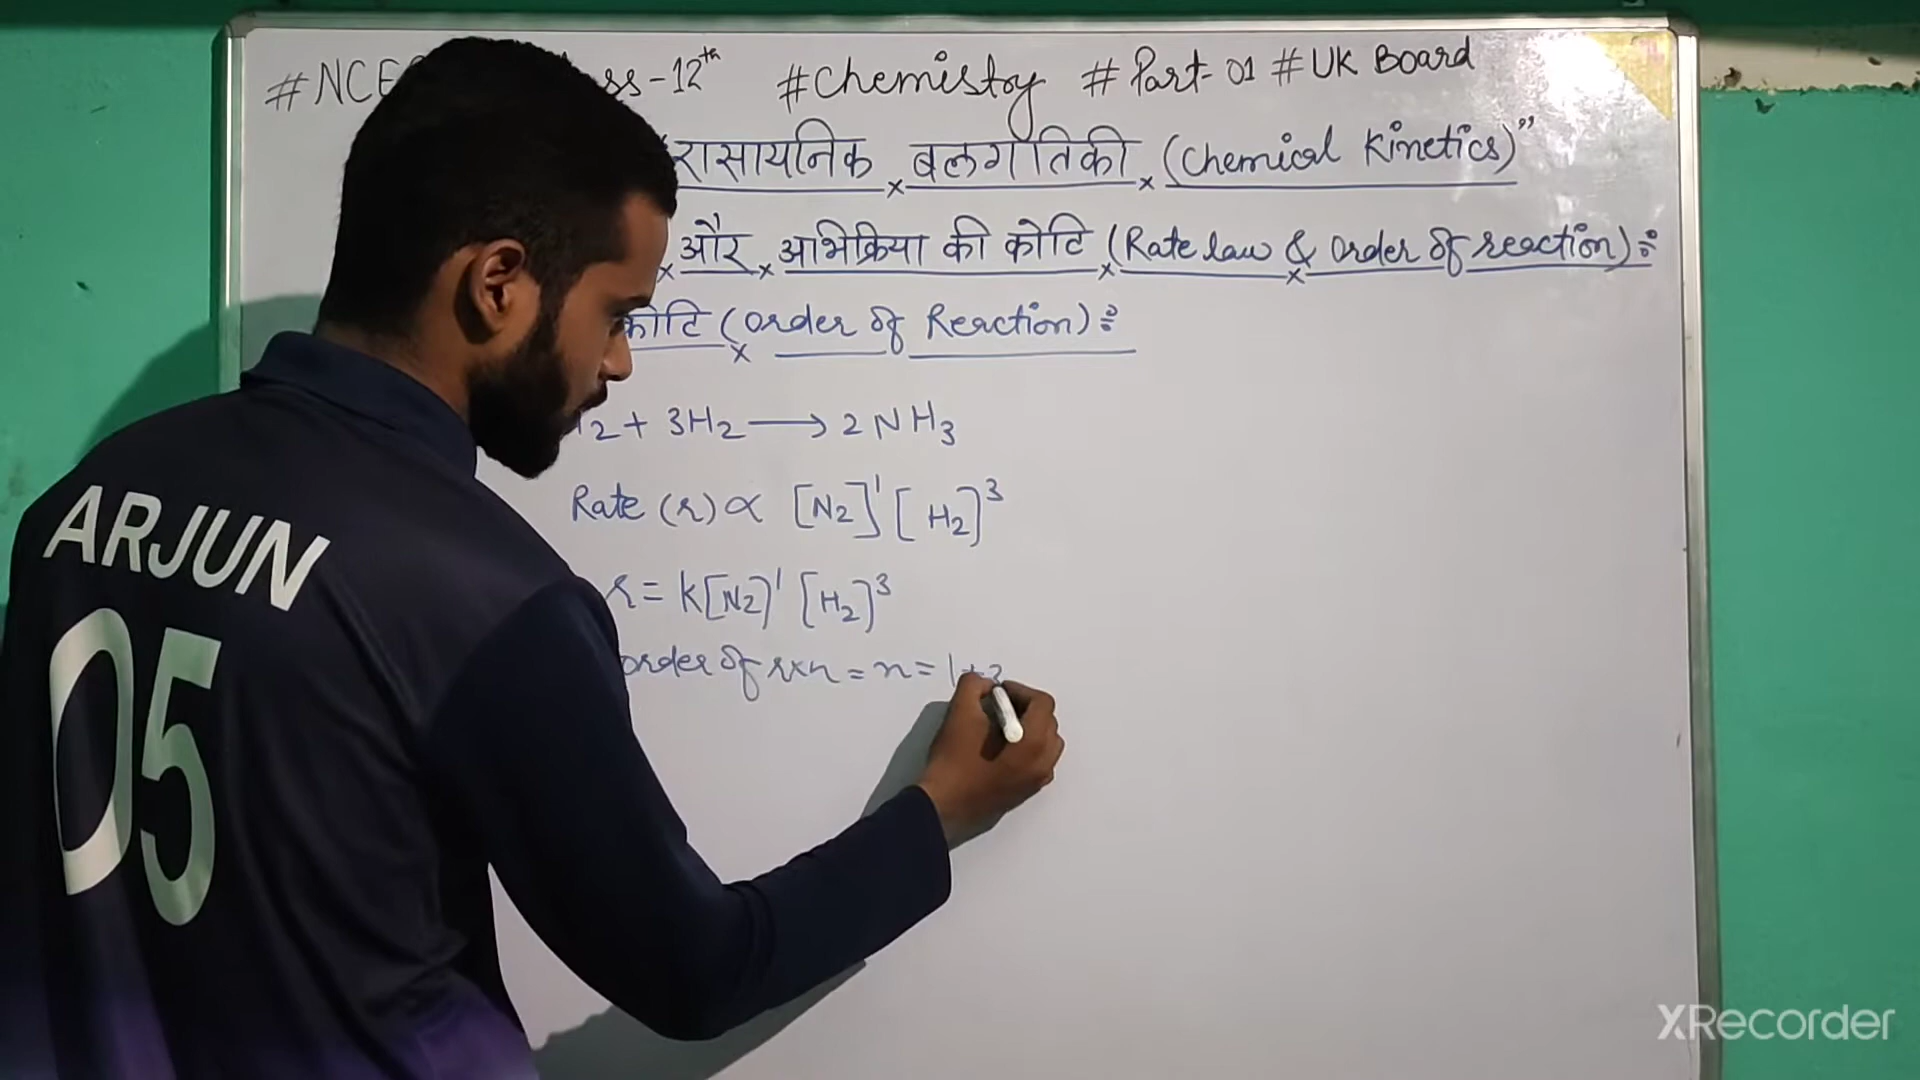 #NCE ss-12th #Chemistry #Part-01 #UK Board
रासायनिक बलगतिकी (Chemical Kinetics)”
और अभिक्रिया की कोटि (Rate law & order of reaction)÷
कोटि (order of Reaction)÷
2 + 3H2 ⟶ 2NH3
Rate (r) ∝ [N2]¹ [H2]³
r = k[N2]¹ [H2]³
order of rxn = n = 1+3
ARJUN
05
XRecorder